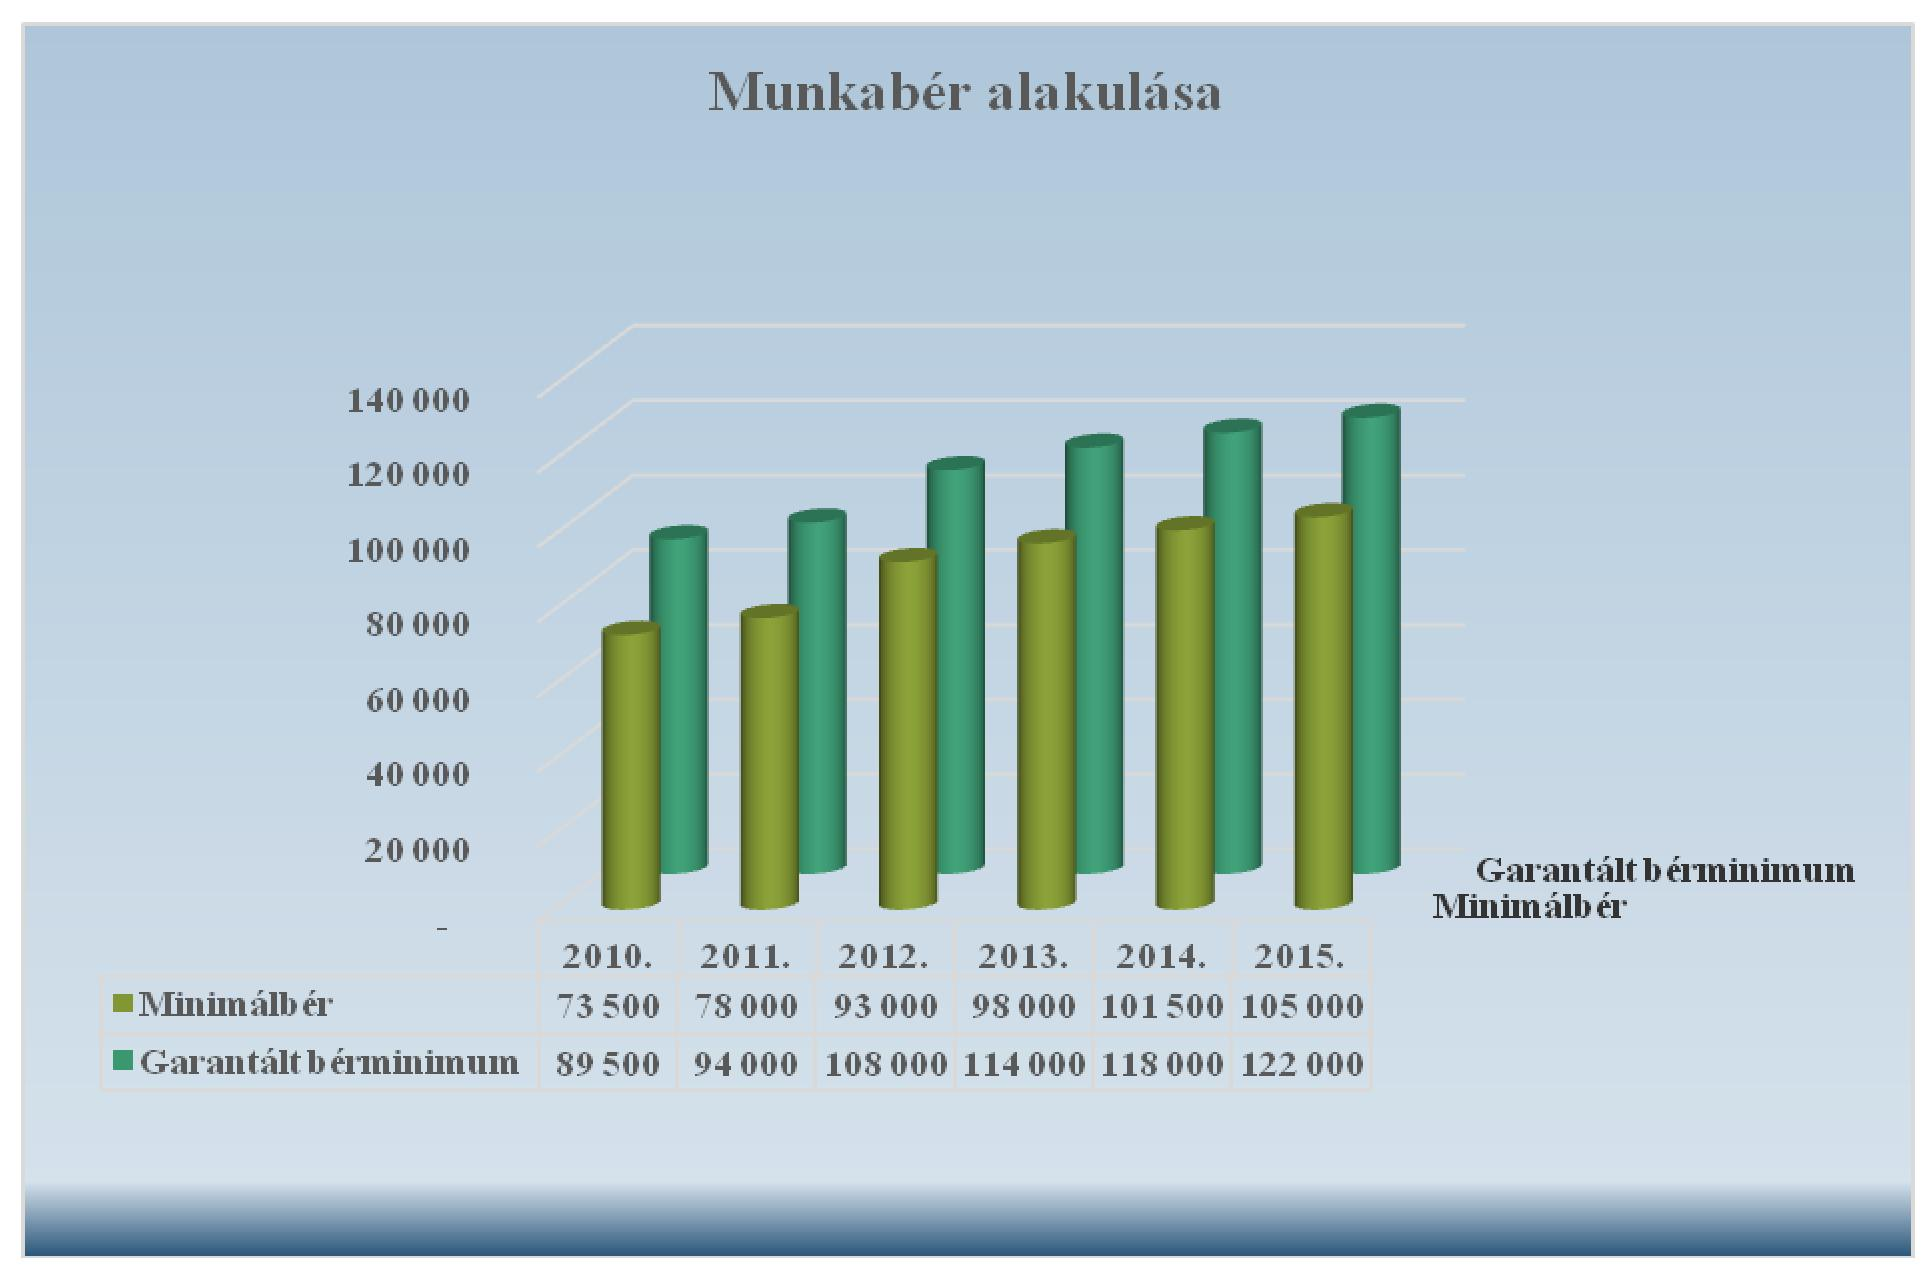 Munkabér alakulása
140 000
120 000
100 000
80 000
60 000
40 000
20 000
-
Garantált bérminimum
Minimálbér
2010. 2011. 2012. 2013. 2014. 2015.
Minimálbér 73 500 78 000 93 000 98 000 101 500 105 000
Garantált bérminimum 89 500 94 000 108 000 114 000 118 000 122 000